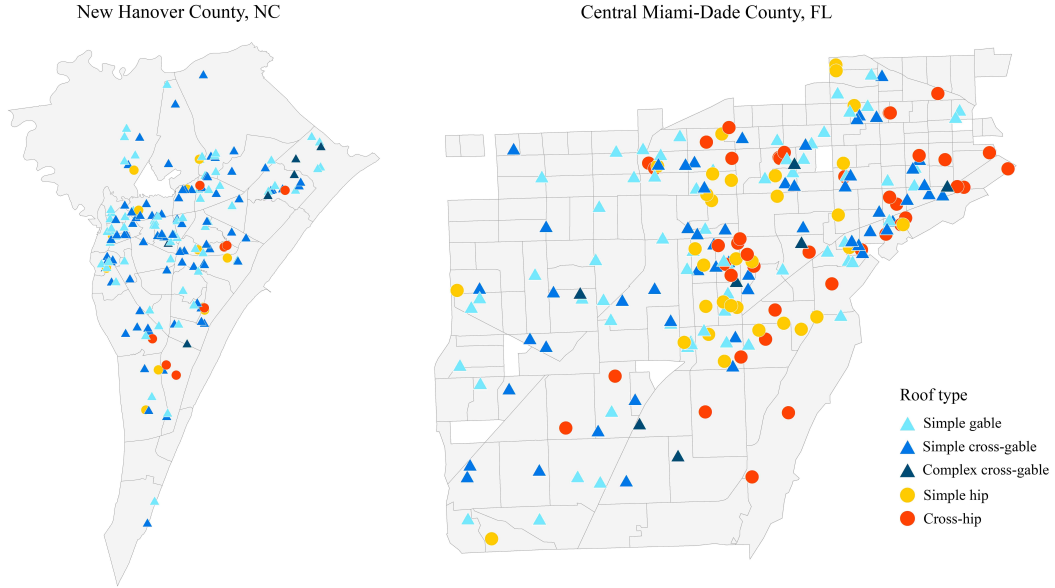 New Hanover County, NC
Central Miami-Dade County, FL
Roof type
Simple gable
Simple cross-gable
Complex cross-gable
Simple hip
Cross-hip